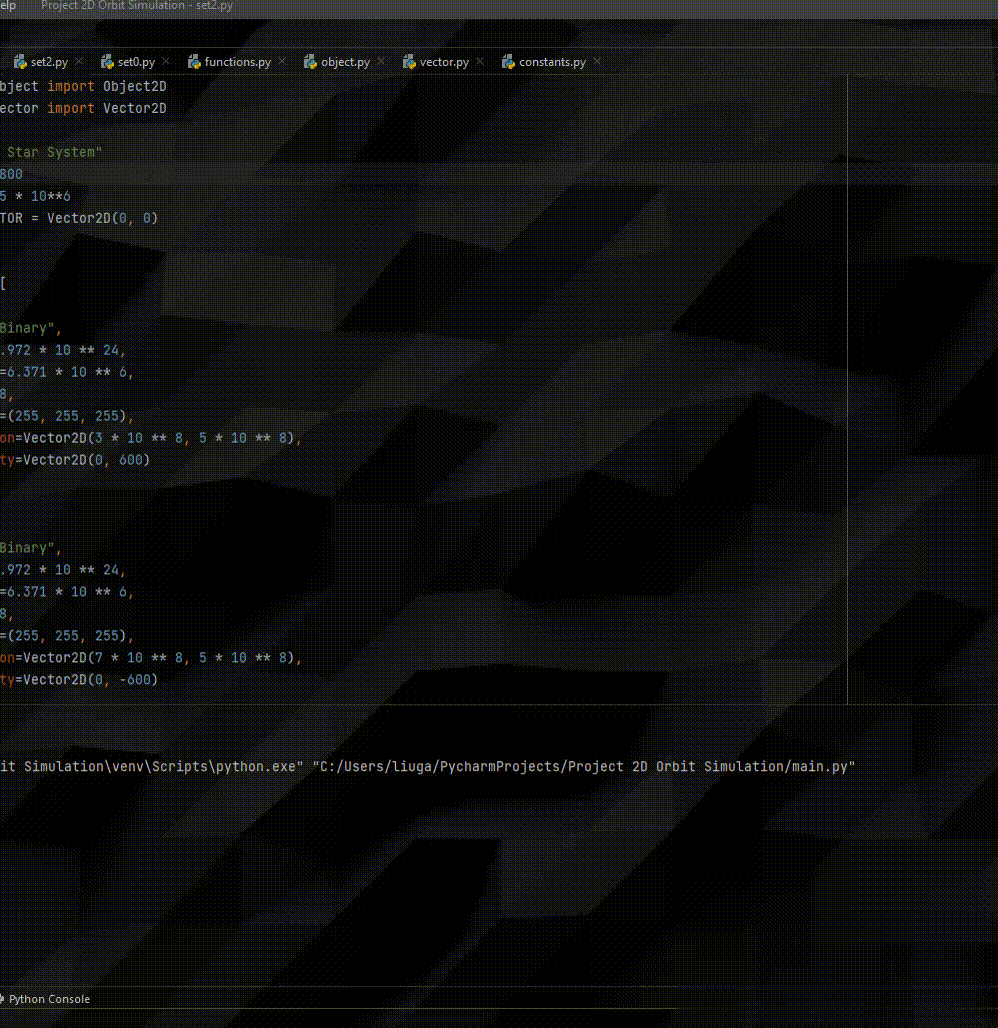 elp Project 2D Orbit Simulation - set2.py
set2.py set0.py functions.py object.py vector.py constants.py
bject import Object2D
ector import Vector2D
Star System"
800
5 * 10**6
TOR = Vector2D(0, 0)
[
Binary",
.972 * 10 ** 24,
=6.371 * 10 ** 6,
8,
=(255, 255, 255),
on=Vector2D(3 * 10 ** 8, 5 * 10 ** 8),
ty=Vector2D(0, 600)
Binary",
.972 * 10 ** 24,
=6.371 * 10 ** 6,
8,
=(255, 255, 255),
on=Vector2D(7 * 10 ** 8, 5 * 10 ** 8),
ty=Vector2D(0, -600)
it Simulation\venv\Scripts\python.exe" "C:/Users/liuga/PycharmProjects/Project 2D Orbit Simulation/main.py"
Python Console